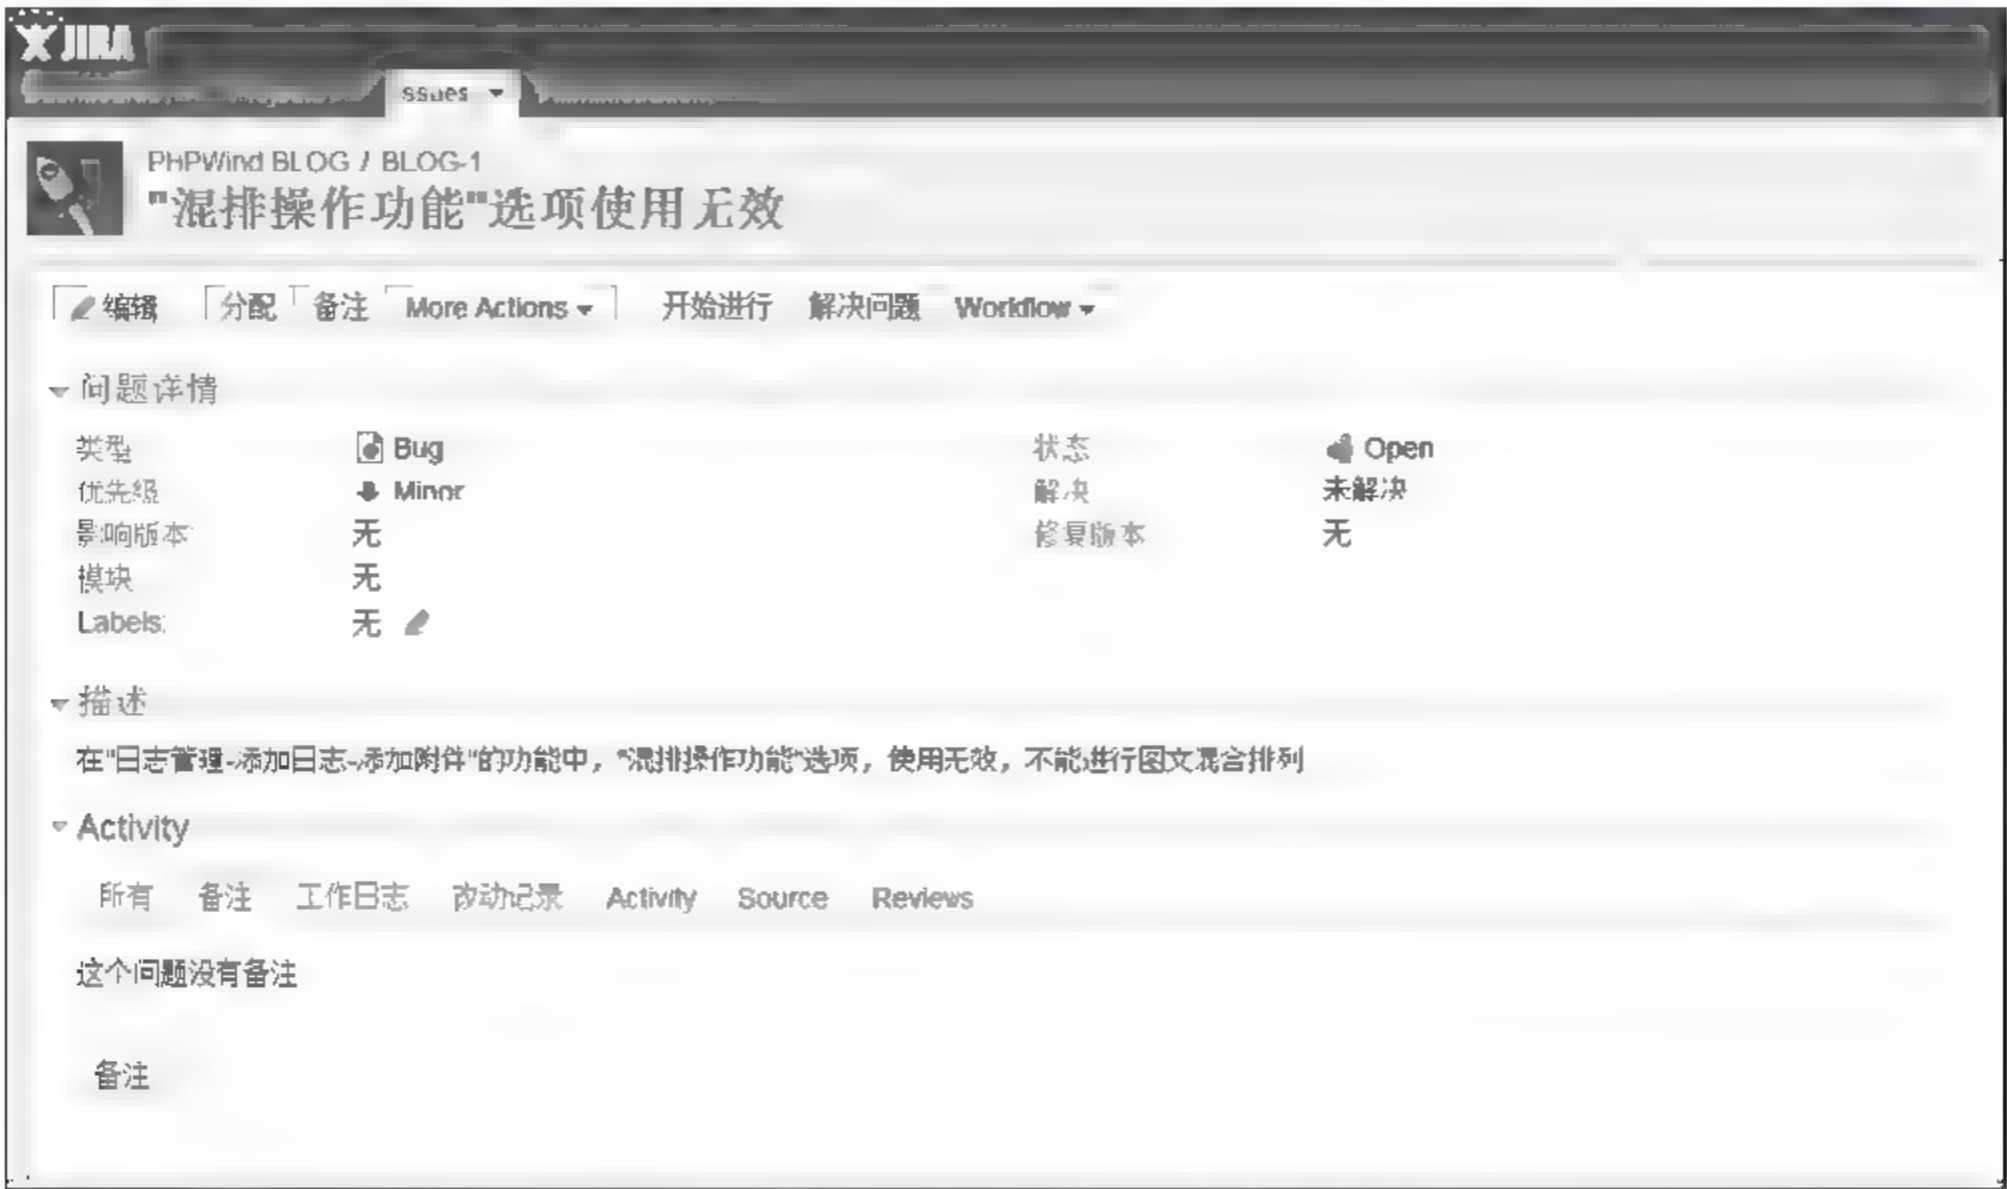 JIRA
ssues
PHPWind BLOG / BLOG-1
"混排操作功能"选项使用无效
编辑 分配 备注 More Actions 开始进行 解决问题 Workflow
问题详情
类型 Bug 状态 Open
优先级 Minor 解决 未解决
影响版本 无 修复版本 无
模块 无
Labels: 无
描述
在"日志管理-添加日志-添加附件"的功能中，"混排操作功能"选项，使用无效，不能进行图文混合排列
Activity
所有 备注 工作日志 改动记录 Activity Source Reviews
这个问题没有备注
备注